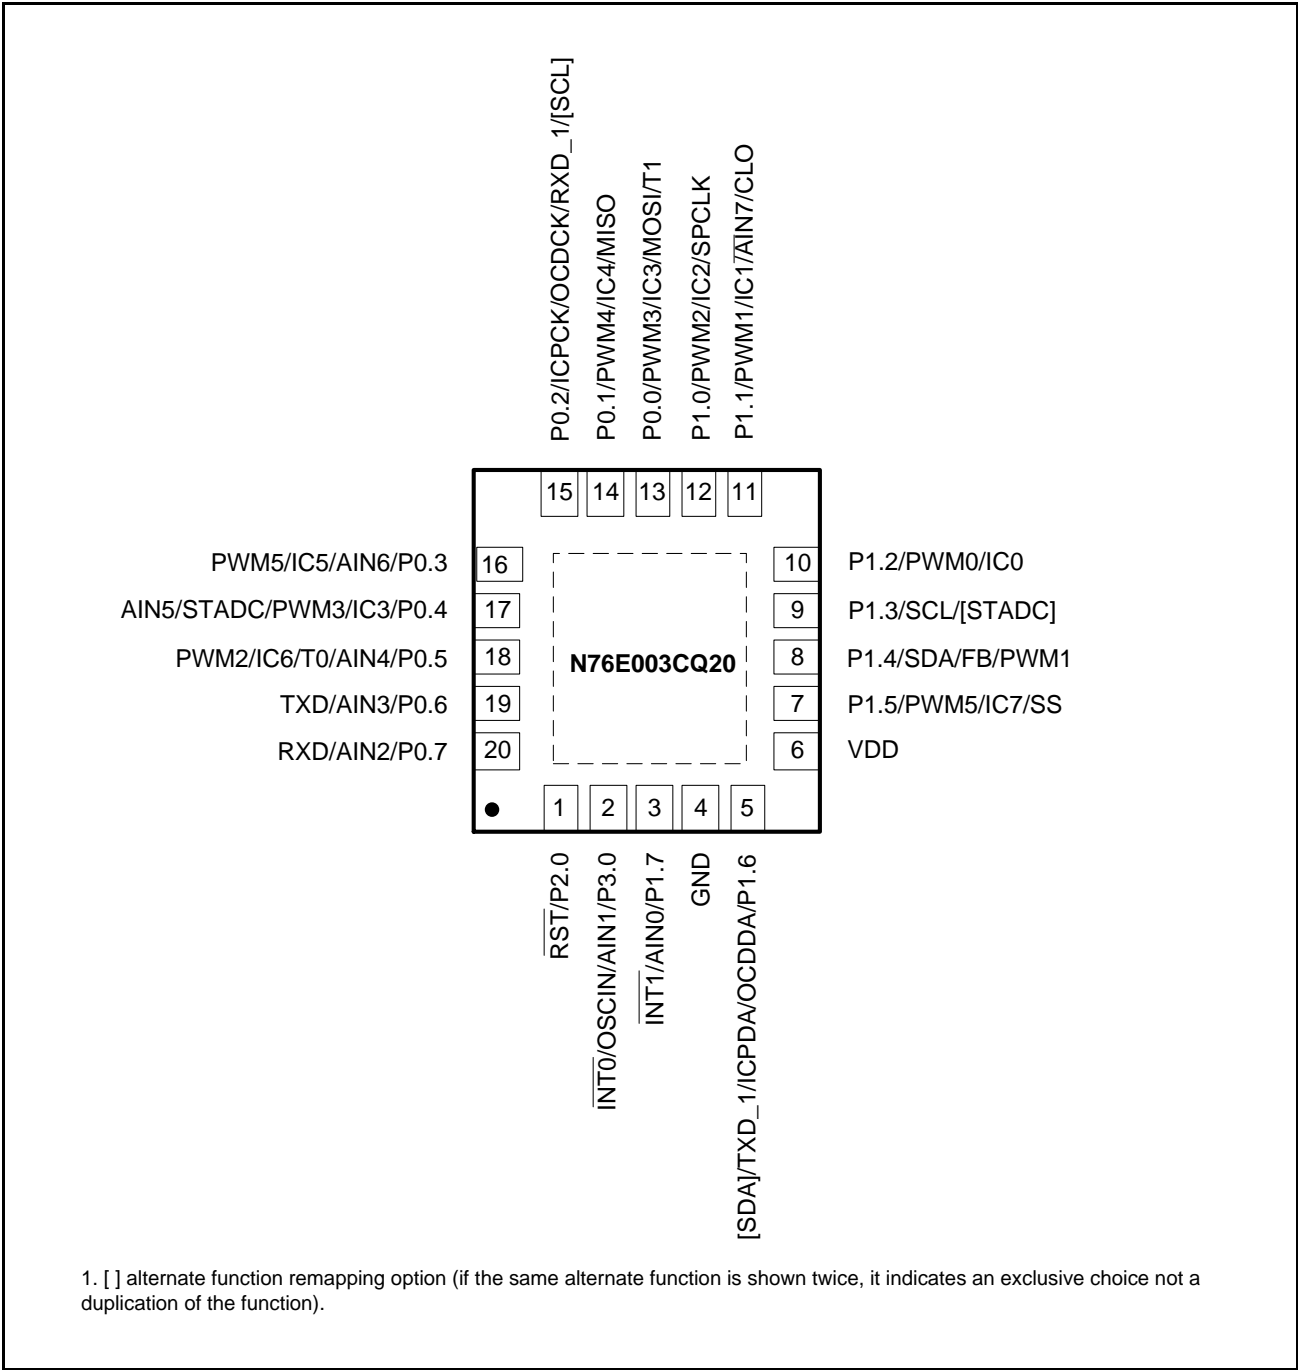 P0.2/ICPCK/OCDCK/RXD_1/[SCL]
P0.1/PWM4/IC4/MISO
P0.0/PWM3/IC3/MOSI/T1
P1.0/PWM2/IC2/SPCLK
P1.1/PWM1/IC1/AIN7/CLO
15 14 13 12 11
PWM5/IC5/AIN6/P0.3 16
AIN5/STADC/PWM3/IC3/P0.4 17
PWM2/IC6/T0/AIN4/P0.5 18
TXD/AIN3/P0.6 19
RXD/AIN2/P0.7 20
N76E003CQ20
10 P1.2/PWM0/IC0
9 P1.3/SCL/[STADC]
8 P1.4/SDA/FB/PWM1
7 P1.5/PWM5/IC7/SS
6 VDD
1 2 3 4 5
RST/P2.0
INT0/OSCIN/AIN1/P3.0
INT1/AIN0/P1.7
GND
[SDA]/TXD_1/ICPDA/OCDDA/P1.6
1. [ ] alternate function remapping option (if the same alternate function is shown twice, it indicates an exclusive choice not a
duplication of the function).